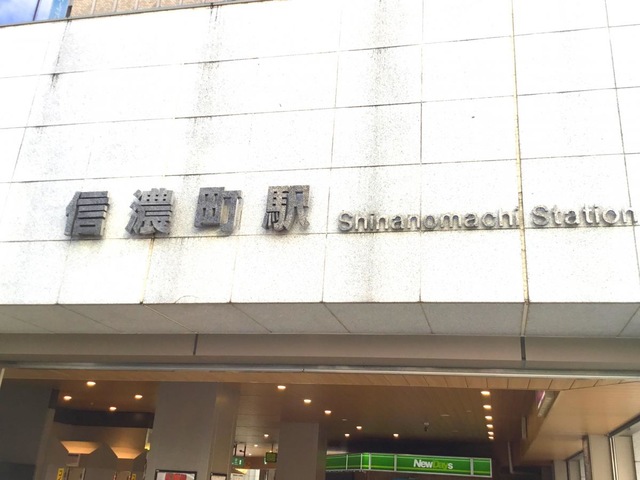 信濃町駅 Shinanomachi Station
NewDays